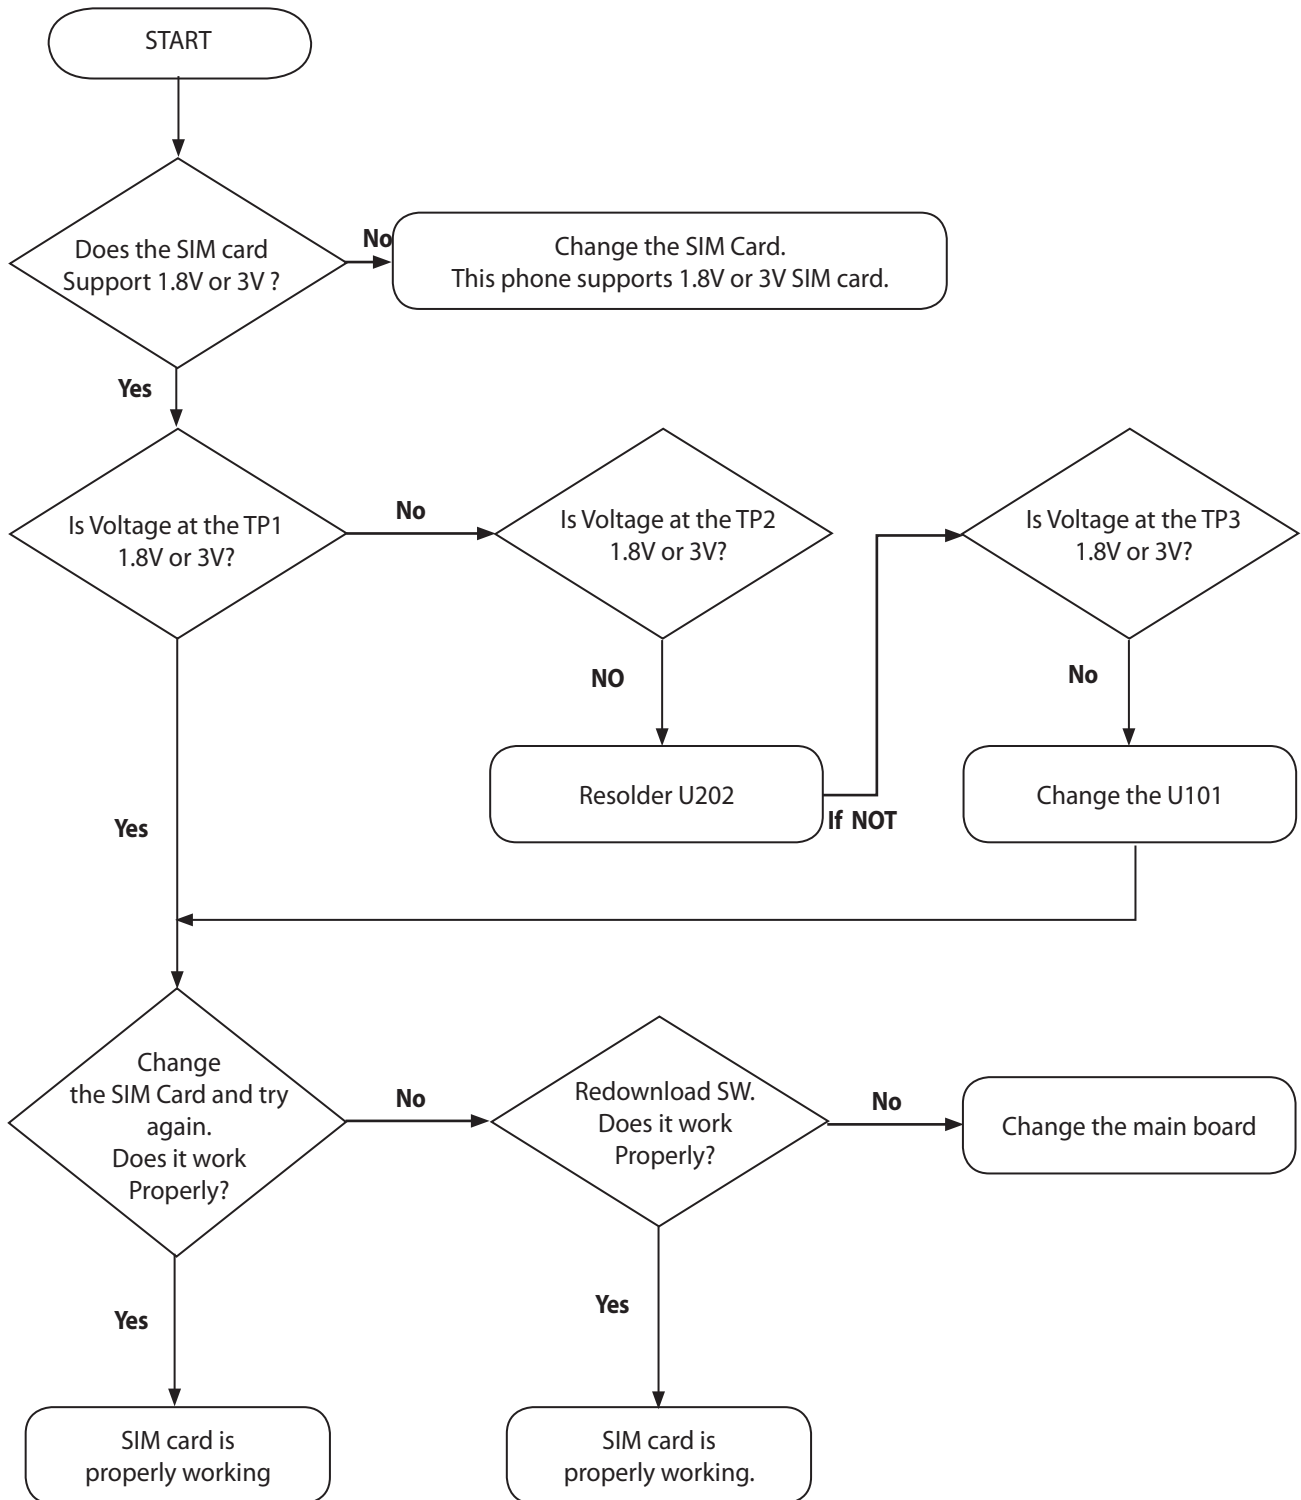 START
Does the SIM card
Support 1.8V or 3V ?
No
Change the SIM Card.
This phone supports 1.8V or 3V SIM card.
Yes
Is Voltage at the TP1
1.8V or 3V?
No
Is Voltage at the TP2
1.8V or 3V?
Is Voltage at the TP3
1.8V or 3V?
NO
No
Resolder U202
If NOT
Change the U101
Yes
Change
the SIM Card and try
again.
Does it work
Properly?
No
Redownload SW.
Does it work
Properly?
No
Change the main board
Yes
Yes
SIM card is
properly working
SIM card is
properly working.